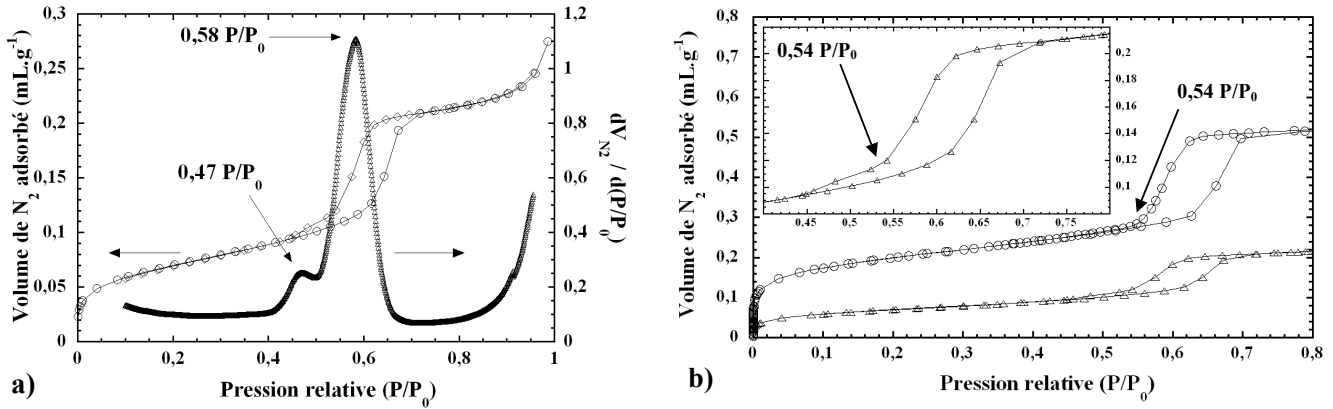 0,3
0,25
0,2
0,15
0,1
0,05
0
Volume de N2 adsorbé (mL.g-1)
0,58 P/P0
0,47 P/P0
1,2
1
0,8
0,6
0,4
0,2
0
dVN2 / d(P/P0)
0 0,2 0,4 0,6 0,8 1
Pression relative (P/P0)
a)
0,8
0,7
0,6
0,5
0,4
0,3
0,2
0,1
0
Volume de N2 adsorbé (mL.g-1)
0,54 P/P0
0,2
0,18
0,16
0,14
0,12
0,1
0,45 0,5 0,55 0,6 0,65 0,7 0,75
0,54 P/P0
0 0,1 0,2 0,3 0,4 0,5 0,6 0,7 0,8
Pression relative (P/P0)
b)